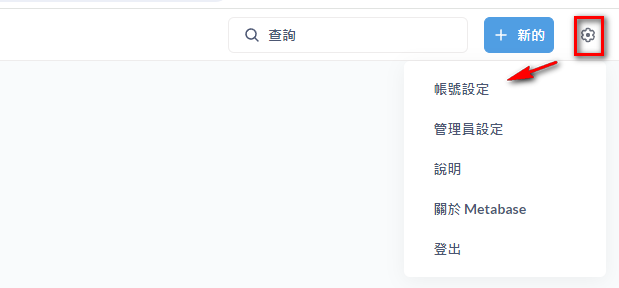 查詢
+ 新的
帳號設定
管理員設定
說明
關於 Metabase
登出